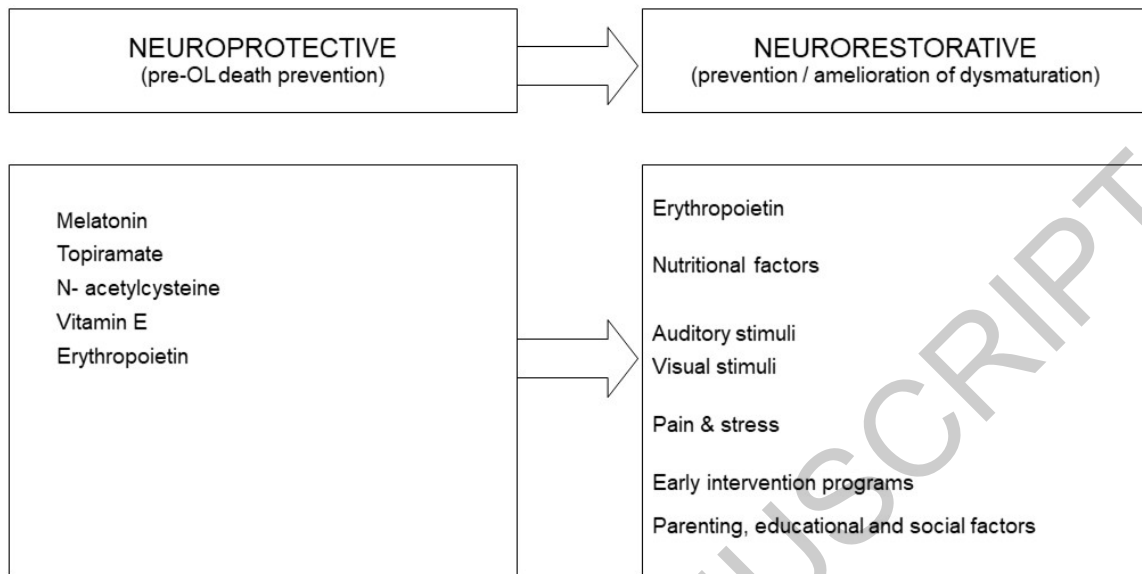 NEUROPROTECTIVE
(pre-OL death prevention)
NEURORESTORATIVE
(prevention / amelioration of dysmaturation)
Melatonin
Topiramate
N- acetylcysteine
Vitamin E
Erythropoietin
Erythropoietin
Nutritional factors
Auditory stimuli
Visual stimuli
Pain & stress
Early intervention programs
Parenting, educational and social factors
USCRIPT